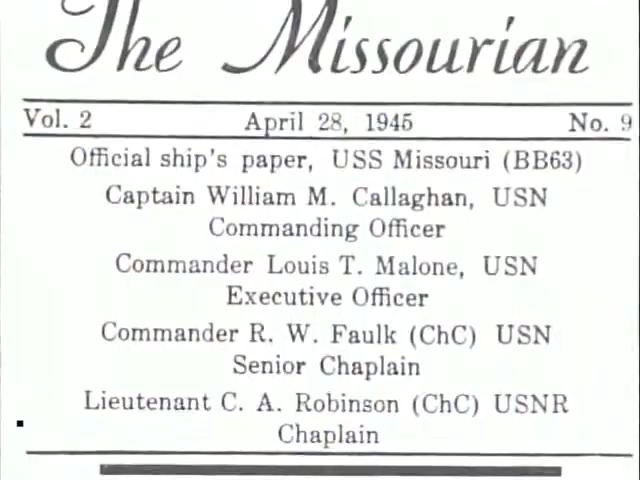 The Missourian
Vol. 2 April 28, 1945 No. 9
Official ship's paper, USS Missouri (BB63)
Captain William M. Callaghan, USN
Commanding Officer
Commander Louis T. Malone, USN
Executive Officer
Commander R. W. Faulk (ChC) USN
Senior Chaplain
Lieutenant C. A. Robinson (ChC) USNR
Chaplain